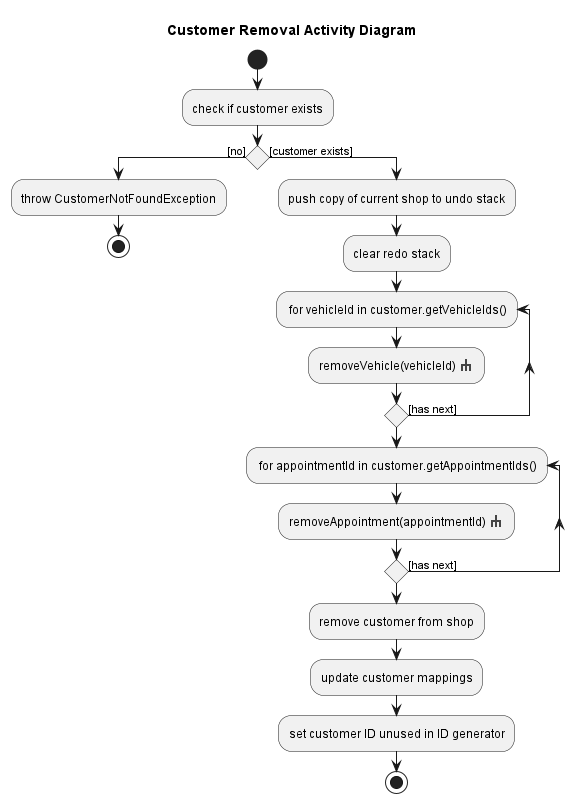 Customer Removal Activity Diagram
check if customer exists
[no]
[customer exists]
throw CustomerNotFoundException
push copy of current shop to undo stack
clear redo stack
for vehicleId in customer.getVehicleIds()
removeVehicle(vehicleId)
[has next]
for appointmentId in customer.getAppointmentIds()
removeAppointment(appointmentId)
[has next]
remove customer from shop
update customer mappings
set customer ID unused in ID generator